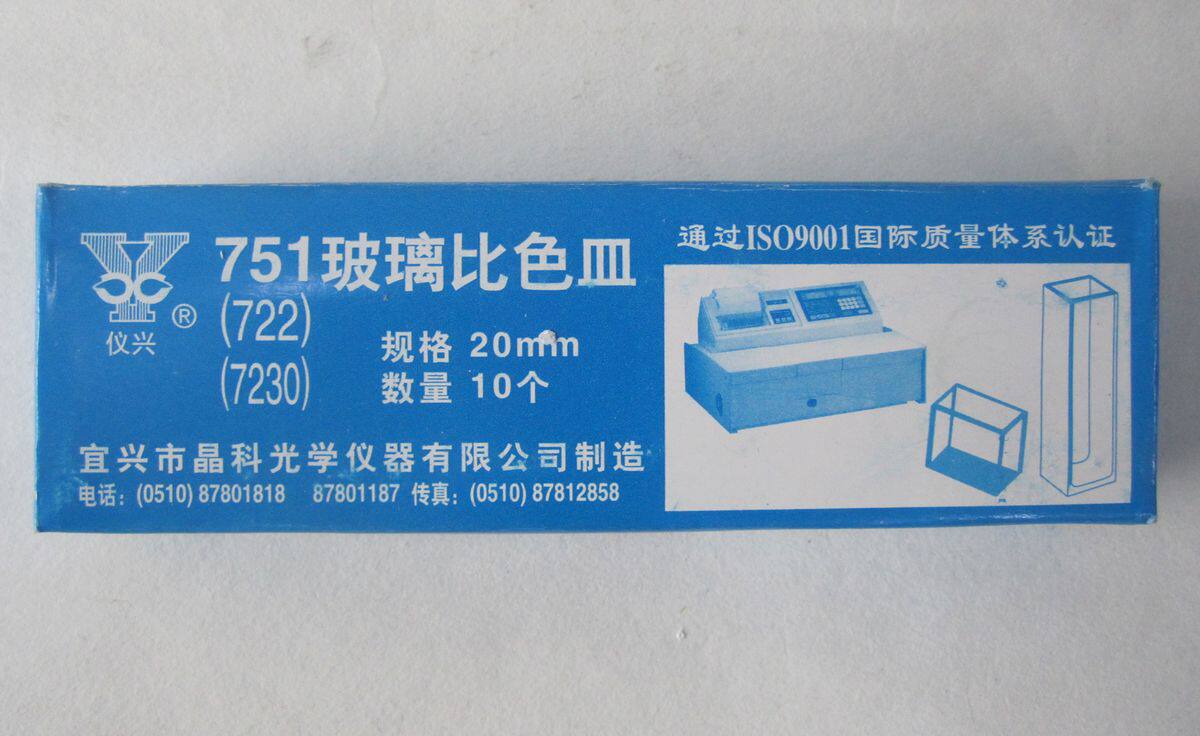 仪兴
®
751玻璃比色皿
(722)
(7230)
规格 20mm
数量 10个
宜兴市晶科光学仪器有限公司制造
电话：(0510) 87801818 87801187 传真：(0510) 87812858
通过ISO9001国际质量体系认证